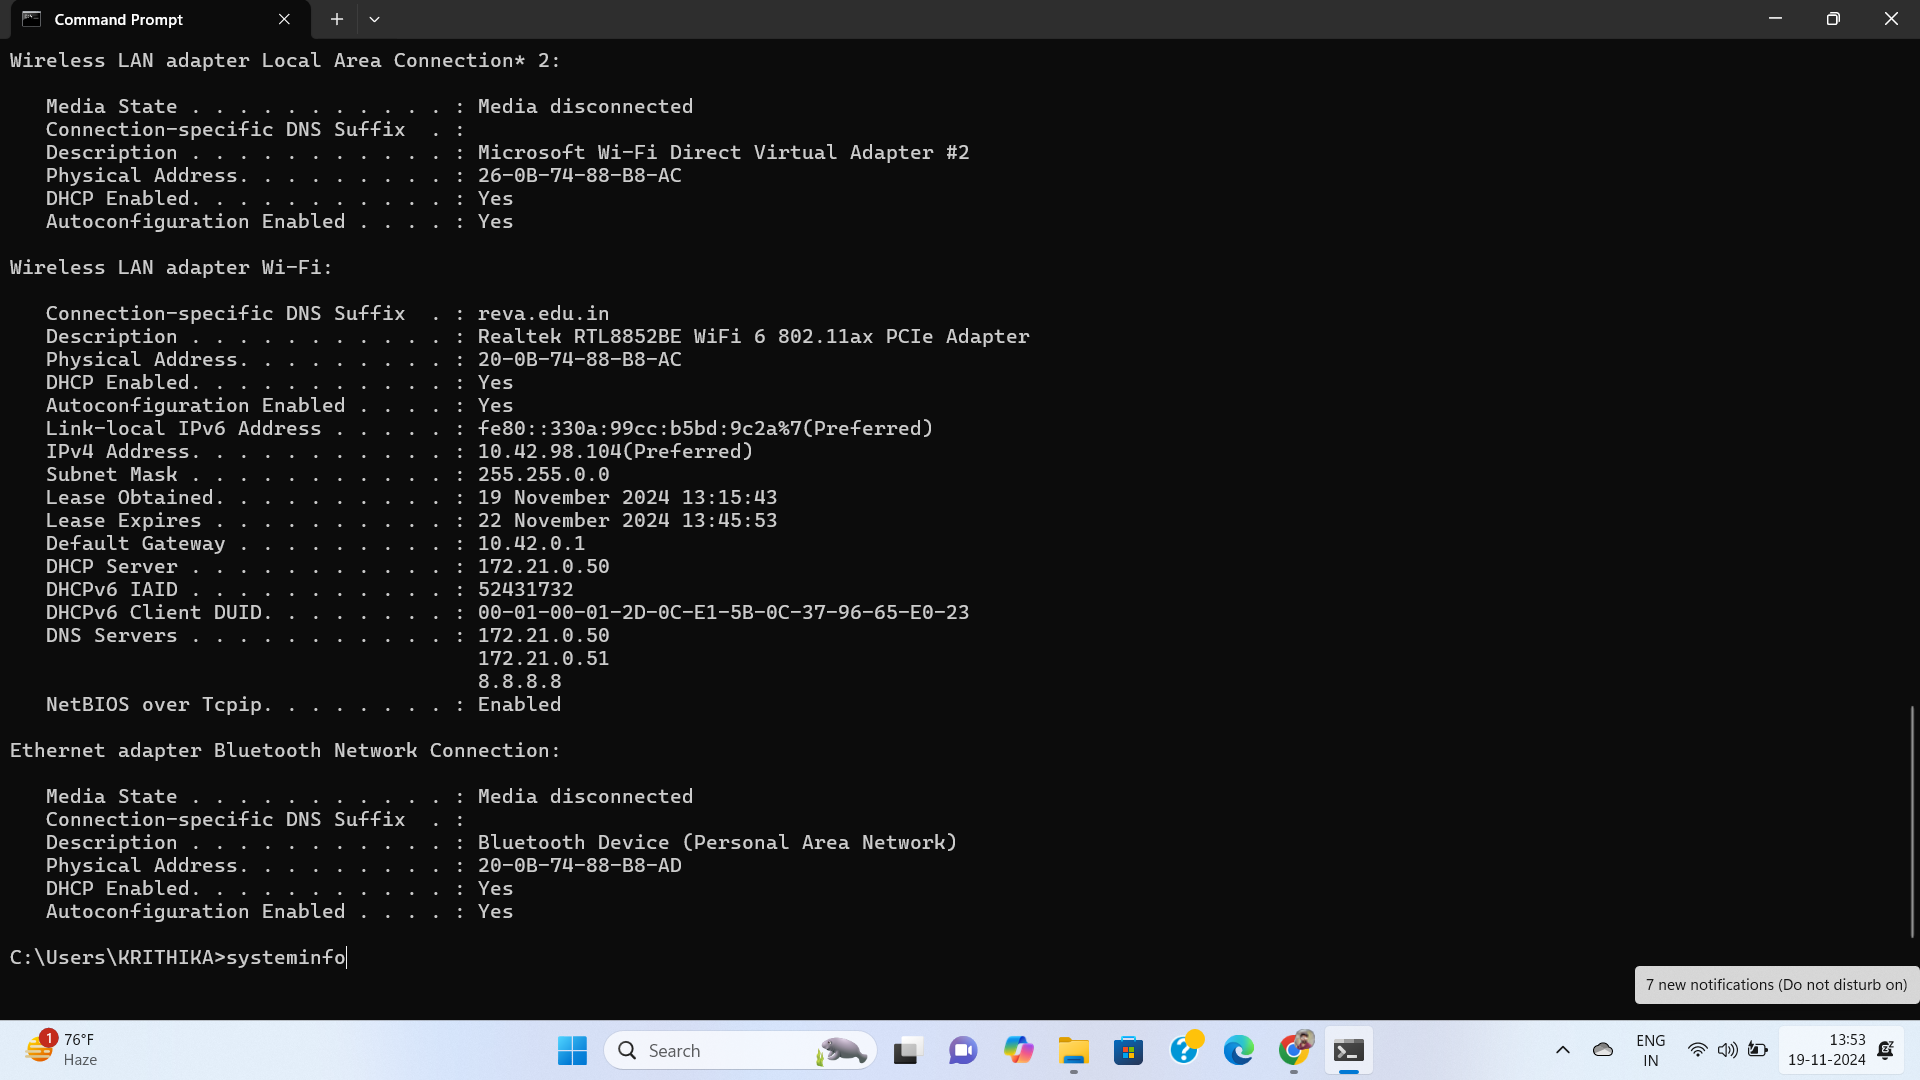 Command Prompt
Wireless LAN adapter Local Area Connection* 2:
Media State . . . . . . . . . . . : Media disconnected
Connection-specific DNS Suffix  . :
Description . . . . . . . . . . . : Microsoft Wi-Fi Direct Virtual Adapter #2
Physical Address. . . . . . . . . : 26-0B-74-88-B8-AC
DHCP Enabled. . . . . . . . . . . : Yes
Autoconfiguration Enabled . . . . : Yes
Wireless LAN adapter Wi-Fi:
Connection-specific DNS Suffix  . : reva.edu.in
Description . . . . . . . . . . . : Realtek RTL8852BE WiFi 6 802.11ax PCIe Adapter
Physical Address. . . . . . . . . : 20-0B-74-88-B8-AC
DHCP Enabled. . . . . . . . . . . : Yes
Autoconfiguration Enabled . . . . : Yes
Link-local IPv6 Address . . . . . : fe80::330a:99cc:b5bd:9c2a%7(Preferred)
IPv4 Address. . . . . . . . . . . : 10.42.98.104(Preferred)
Subnet Mask . . . . . . . . . . . : 255.255.0.0
Lease Obtained. . . . . . . . . . : 19 November 2024 13:15:43
Lease Expires . . . . . . . . . . : 22 November 2024 13:45:53
Default Gateway . . . . . . . . . : 10.42.0.1
DHCP Server . . . . . . . . . . . : 172.21.0.50
DHCPv6 IAID . . . . . . . . . . . : 52431732
DHCPv6 Client DUID. . . . . . . . : 00-01-00-01-2D-0C-E1-5B-0C-37-96-65-E0-23
DNS Servers . . . . . . . . . . . : 172.21.0.50
172.21.0.51
8.8.8.8
NetBIOS over Tcpip. . . . . . . . : Enabled
Ethernet adapter Bluetooth Network Connection:
Media State . . . . . . . . . . . : Media disconnected
Connection-specific DNS Suffix  . :
Description . . . . . . . . . . . : Bluetooth Device (Personal Area Network)
Physical Address. . . . . . . . . : 20-0B-74-88-B8-AD
DHCP Enabled. . . . . . . . . . . : Yes
Autoconfiguration Enabled . . . . : Yes
C:\Users\KRITHIKA>systeminfo
7 new notifications (Do not disturb on)
1
76°F
Haze
Search
ENG
IN
13:53
19-11-2024